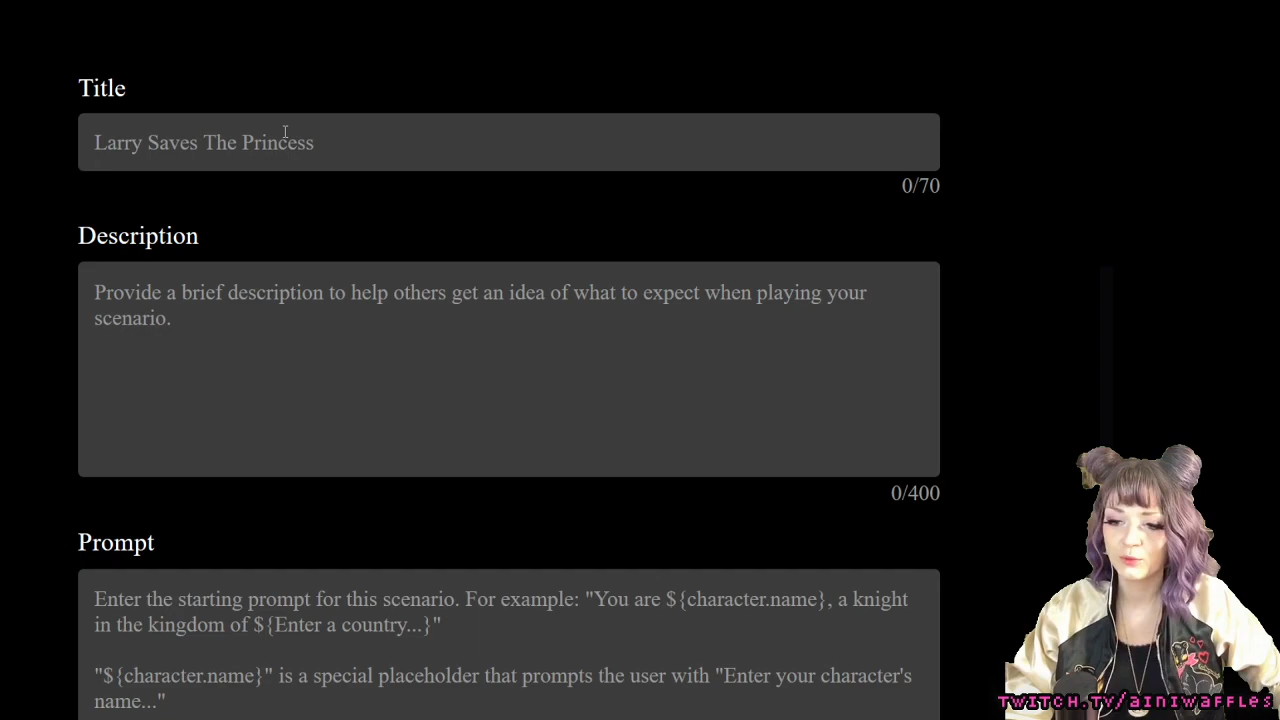 Title
Larry Saves The Princess
0/70
Description
Provide a brief description to help others get an idea of what to expect when playing your
scenario.
0/400
Prompt
Enter the starting prompt for this scenario. For example: "You are ${character.name}, a knight
in the kingdom of ${Enter a country...}"
"${character.name}" is a special placeholder that prompts the user with "Enter your character's
name..."
TWITCH.TV/AINIWAFFLES